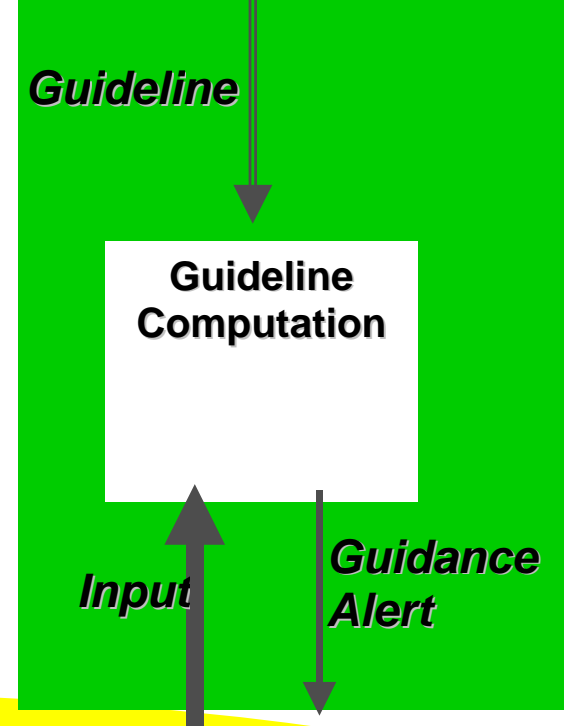 Guideline
Guideline
Computation
Input
Guidance
Alert